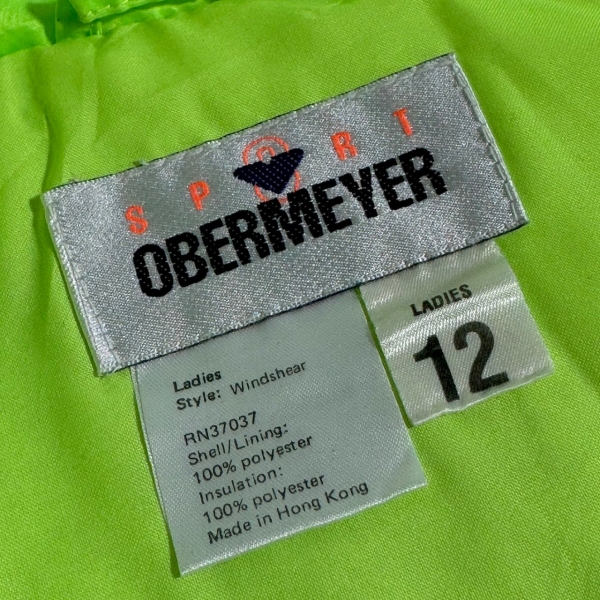 SPORT
OBERMEYER
LADIES
12
Ladies
Style: Windshear
RN37037
Shell/Lining:
100% polyester
Insulation:
100% polyester
Made in Hong Kong